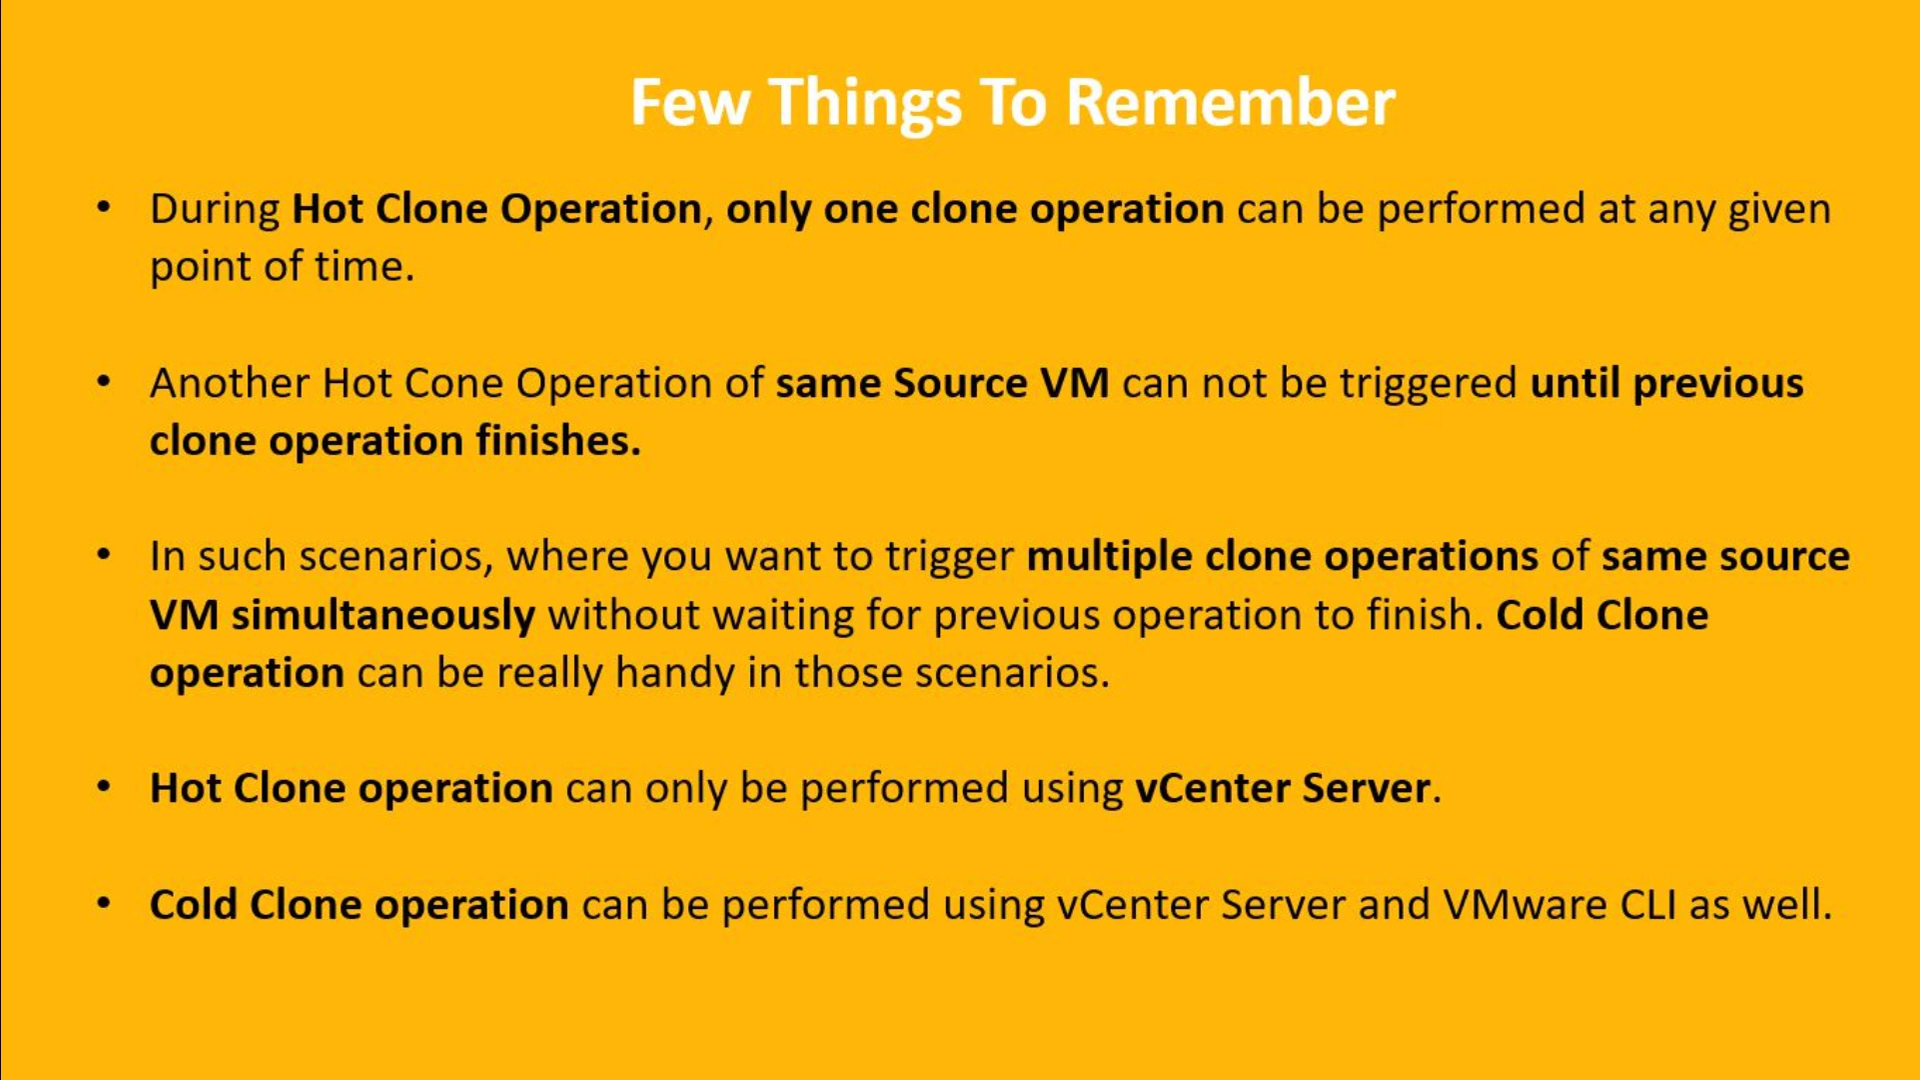 Few Things To Remember
• During Hot Clone Operation, only one clone operation can be performed at any given
point of time.
• Another Hot Cone Operation of same Source VM can not be triggered until previous
clone operation finishes.
• In such scenarios, where you want to trigger multiple clone operations of same source
VM simultaneously without waiting for previous operation to finish. Cold Clone
operation can be really handy in those scenarios.
• Hot Clone operation can only be performed using vCenter Server.
• Cold Clone operation can be performed using vCenter Server and VMware CLI as well.